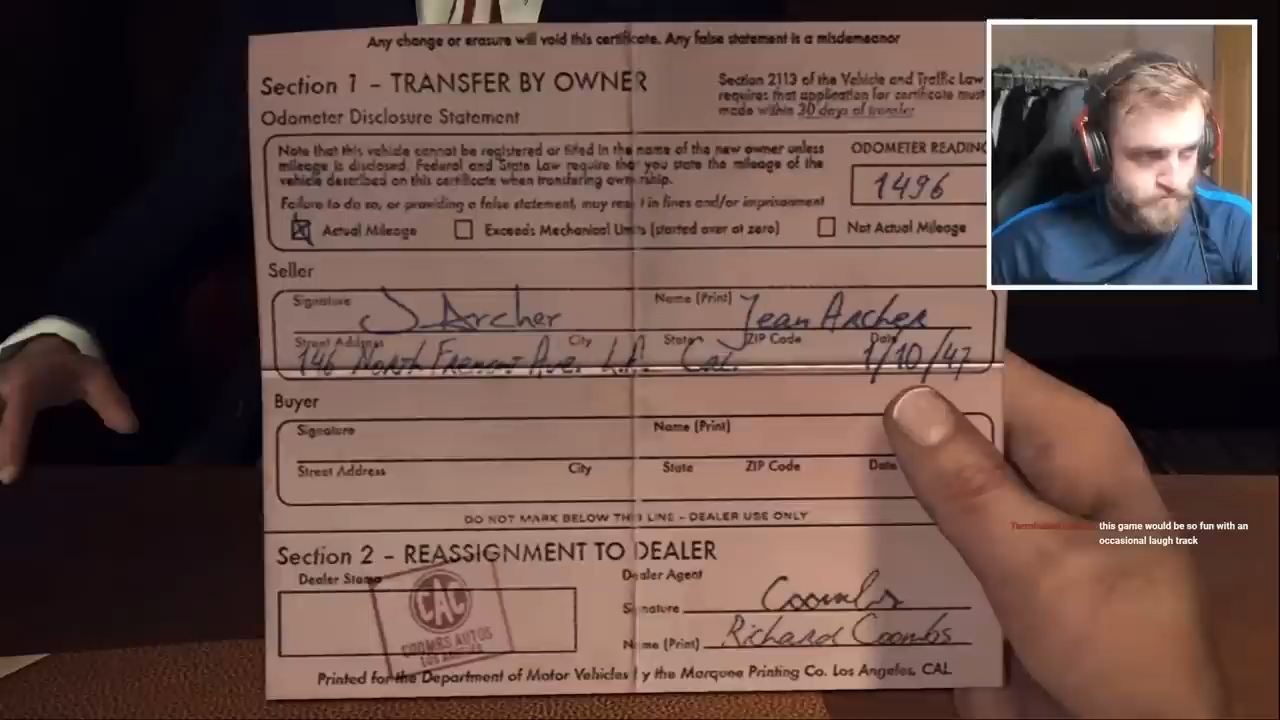 Any change or erasure will void this certificate. Any false statement is a misdemeanor
Section 1 - TRANSFER BY OWNER
Section 2113 of the Vehicle and Traffic Law
requires that application for certificate must
made within 30 days of transfer
Odometer Disclosure Statement
Note that this vehicle cannot be registered or titled in the name of the new owner unless
mileage is disclosed. Federal and State Law require that you state the mileage of the
vehicle described on this certificate when transferring ownership.
Failure to do so, or providing a false statement, may result in fines and/or imprisonment
ODOMETER READING
1496
Actual Mileage
Exceeds Mechanical Units (started over at zero)
Not Actual Mileage
Seller
Signature J Archer
Name (Print) Jean Archer
Street Address City State ZIP Code Date
146 North Fremont Ave. L.A. Cal. 1/10/47
Buyer
Signature Name (Print)
Street Address City State ZIP Code Date
DO NOT MARK BELOW THIS LINE - DEALER USE ONLY
Section 2 - REASSIGNMENT TO DEALER
Dealer Stamp
CAC
COOMBS AUTOS
LOS ANGELES
Dealer Agent
Signature Coombs
Name (Print) Richard Coombs
Printed for the Department of Motor Vehicles by the Marquee Printing Co. Los Angeles, CAL
this game would be so fun with an
occasional laugh track